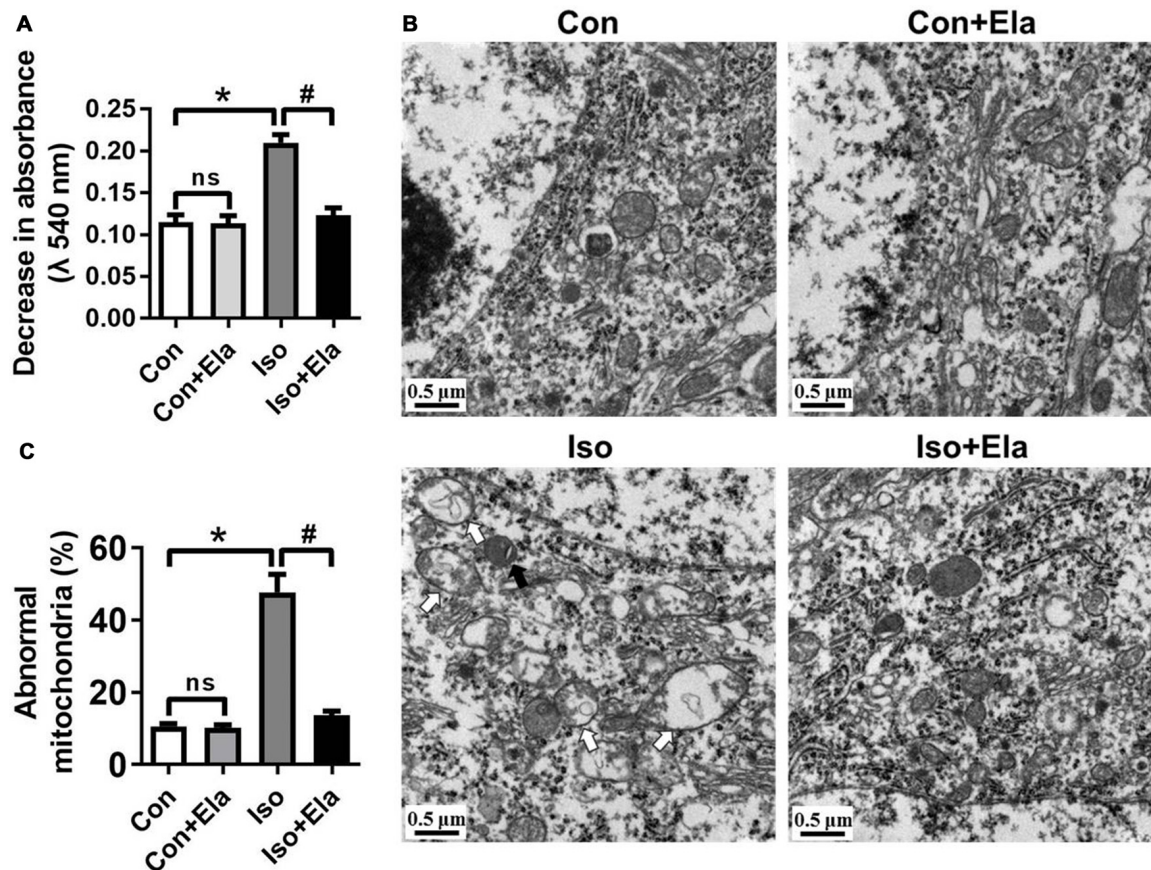 A
Decrease in absorbance
(λ 540 nm)
0.25
0.20
0.15
0.10
0.05
0.00
*
#
ns
Con
Con+Ela
Iso
Iso+Ela
B
Con
Con+Ela
0.5 µm
0.5 µm
Iso
Iso+Ela
0.5 µm
0.5 µm
C
Abnormal
mitochondria (%)
60
40
20
0
*
#
ns
Con
Con+Ela
Iso
Iso+Ela